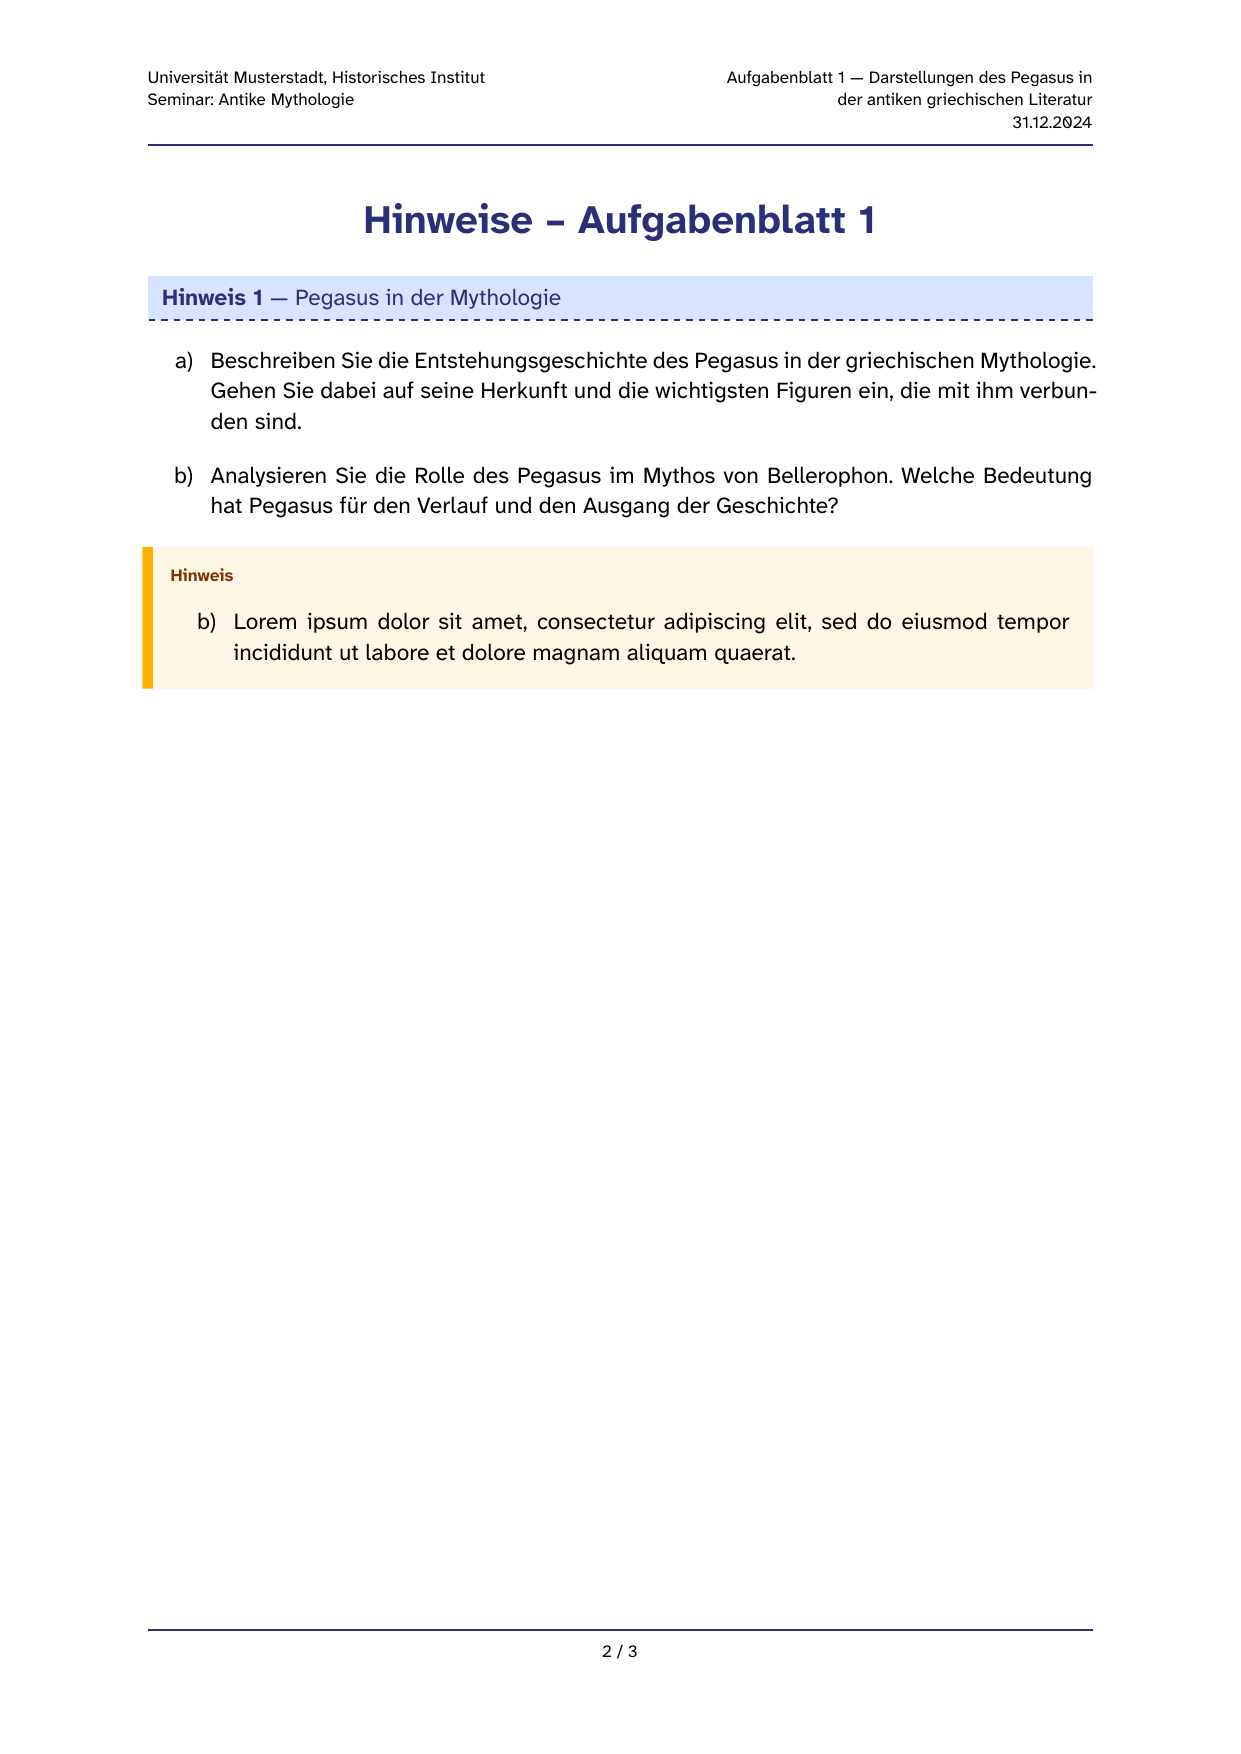 Universität Musterstadt, Historisches Institut
Seminar: Antike Mythologie
Aufgabenblatt 1 — Darstellungen des Pegasus in
der antiken griechischen Literatur
31.12.2024
Hinweise – Aufgabenblatt 1
Hinweis 1 — Pegasus in der Mythologie
a) Beschreiben Sie die Entstehungsgeschichte des Pegasus in der griechischen Mythologie.
Gehen Sie dabei auf seine Herkunft und die wichtigsten Figuren ein, die mit ihm verbun-
den sind.
b) Analysieren Sie die Rolle des Pegasus im Mythos von Bellerophon. Welche Bedeutung
hat Pegasus für den Verlauf und den Ausgang der Geschichte?
Hinweis
b) Lorem ipsum dolor sit amet, consectetur adipiscing elit, sed do eiusmod tempor
incididunt ut labore et dolore magnam aliquam quaerat.
2 / 3